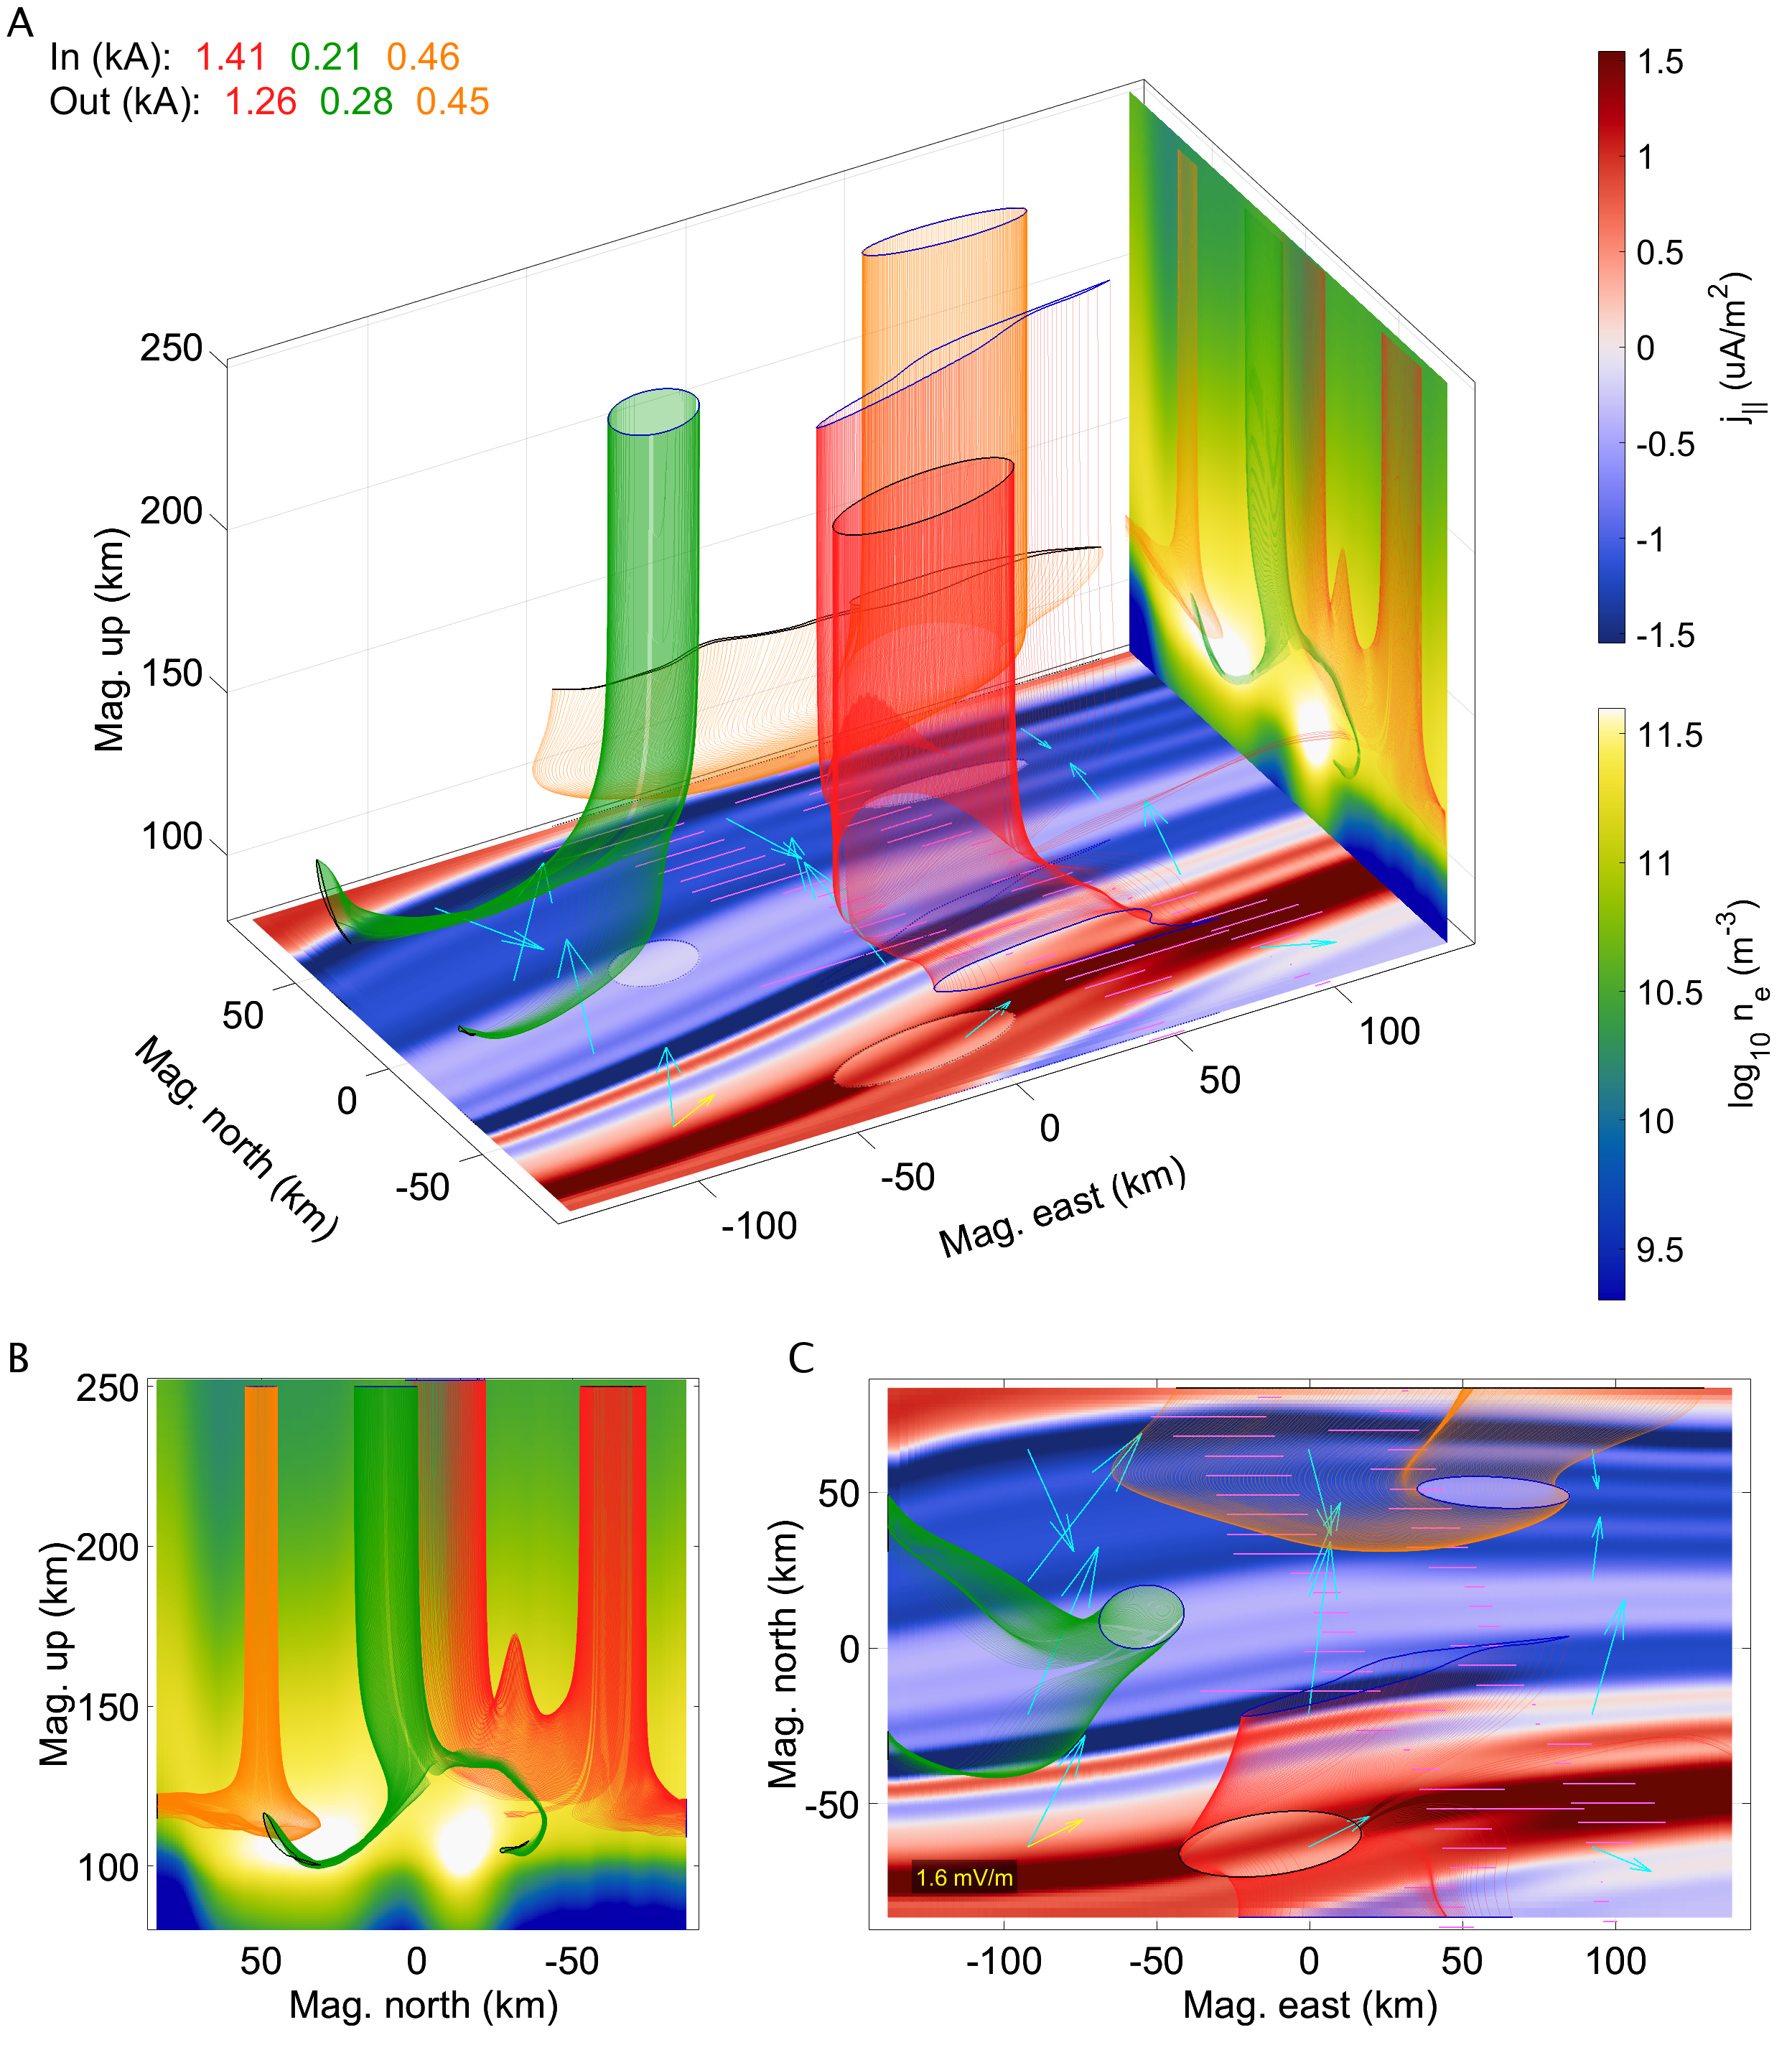 A
In (kA): 1.41 0.21 0.46
Out (kA): 1.26 0.28 0.45
250
200
150
100
Mag. up (km)
50
0
-50
Mag. north (km)
-100
-50
0
50
100
Mag. east (km)
1.5
1
0.5
0
-0.5
-1
-1.5
j|| (uA/m2)
11.5
11
10.5
10
9.5
log10 ne (m-3)
B
250
200
150
100
Mag. up (km)
50
0
-50
Mag. north (km)
C
50
0
-50
Mag. north (km)
1.6 mV/m
-100
-50
0
50
100
Mag. east (km)